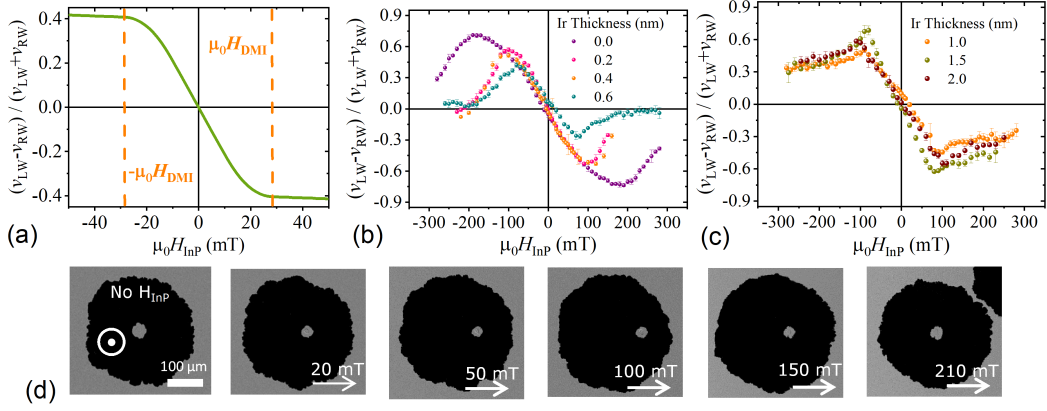 (a)
(v_LW-v_RW) / (v_LW+v_RW)
0.4
0.2
0.0
-0.2
-0.4
μ₀H_DMI
-μ₀H_DMI
-40 -20 0 20 40
μ₀H_InP (mT)
(b)
(v_LW-v_RW) / (v_LW+v_RW)
0.9
0.6
0.3
0.0
-0.3
-0.6
-0.9
Ir Thickness (nm)
0.0
0.2
0.4
0.6
-300 -200 -100 0 100 200 300
μ₀H_InP (mT)
(c)
(v_LW-v_RW) / (v_LW+v_RW)
0.9
0.6
0.3
0.0
-0.3
-0.6
-0.9
Ir Thickness (nm)
1.0
1.5
2.0
-300 -200 -100 0 100 200 300
μ₀H_InP (mT)
(d)
No H_InP
100 μm
20 mT
50 mT
100 mT
150 mT
210 mT